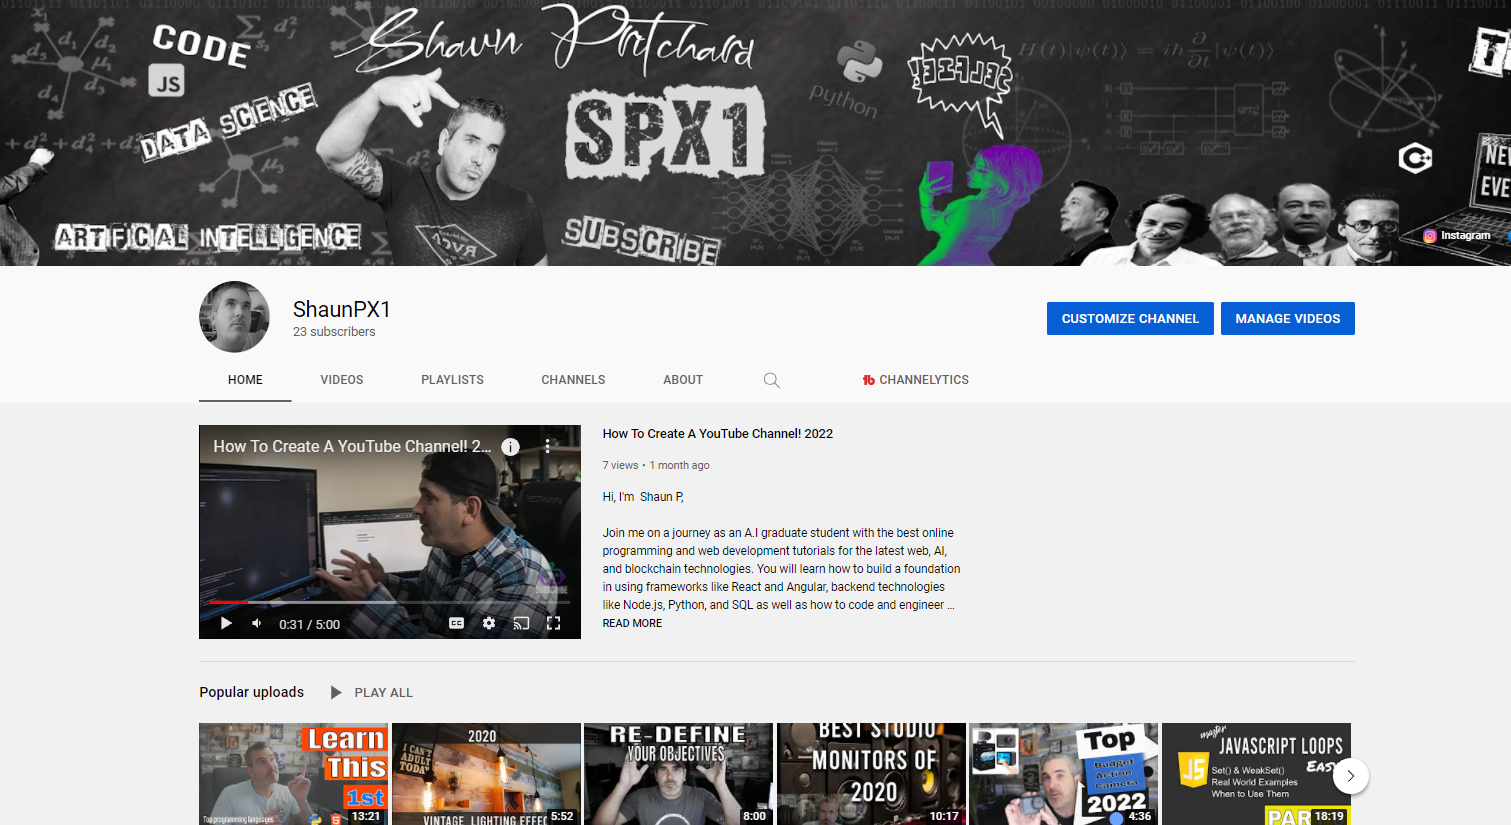 CODE
JS
DATA SCIENCE
ARTIFICIAL INTELLIGENCE
Shaun Pritchard
SPX1
SUBSCRIBE
RVCA
python
H(t)|ψ(t)⟩ = iħ ∂/∂t |ψ(t)⟩
C++
NEW
EVE
Instagram
ShaunPX1
23 subscribers
CUSTOMIZE CHANNEL
MANAGE VIDEOS
HOME
VIDEOS
PLAYLISTS
CHANNELS
ABOUT
CHANNELYTICS
How To Create A YouTube Channel! 2...
SUBSCRIBE
0:31 / 5:00
How To Create A YouTube Channel! 2022
7 views • 1 month ago
Hi, I'm Shaun P,
Join me on a journey as an A.I graduate student with the best online
programming and web development tutorials for the latest web, AI,
and blockchain technologies. You will learn how to build a foundation
in using frameworks like React and Angular, backend technologies
like Node.js, Python, and SQL as well as how to code and engineer ...
READ MORE
Popular uploads
PLAY ALL
Learn
This
1st
Top programming languages
13:21
2020
I CAN'T
ADULT
TODAY
VINTAGE LIGHTING EFFEC
5:52
RE-DEFINE
YOUR OBJECTIVES
8:00
BEST STUDIO
MONITORS OF
2020
10:17
Top
Budget
Action
Camera
2022
4:36
master
JAVASCRIPT LOOPS
EASY
JS
Set() & WeakSet()
Real World Examples
When to Use Them
PAR
18:19